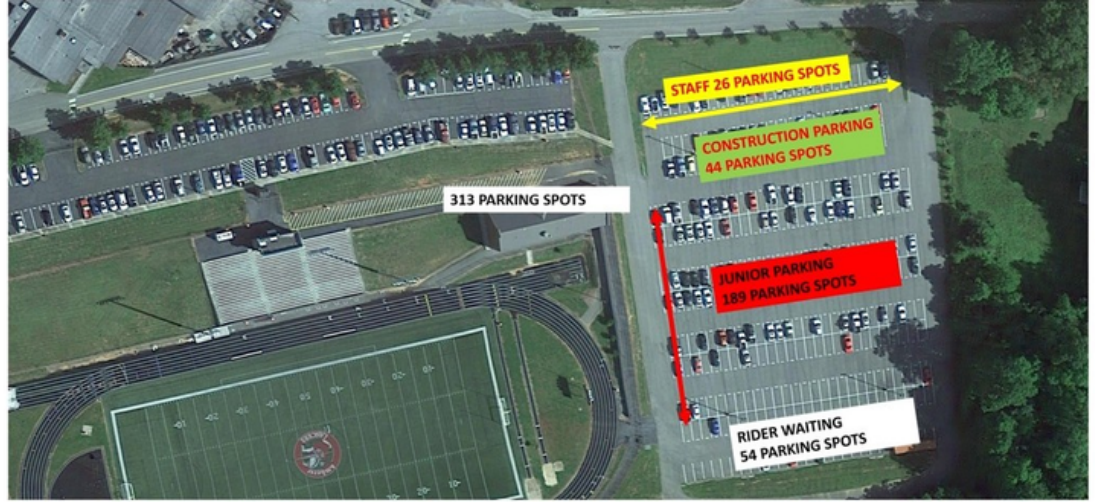 STAFF 26 PARKING SPOTS
CONSTRUCTION PARKING
44 PARKING SPOTS
313 PARKING SPOTS
JUNIOR PARKING
189 PARKING SPOTS
RIDER WAITING
54 PARKING SPOTS